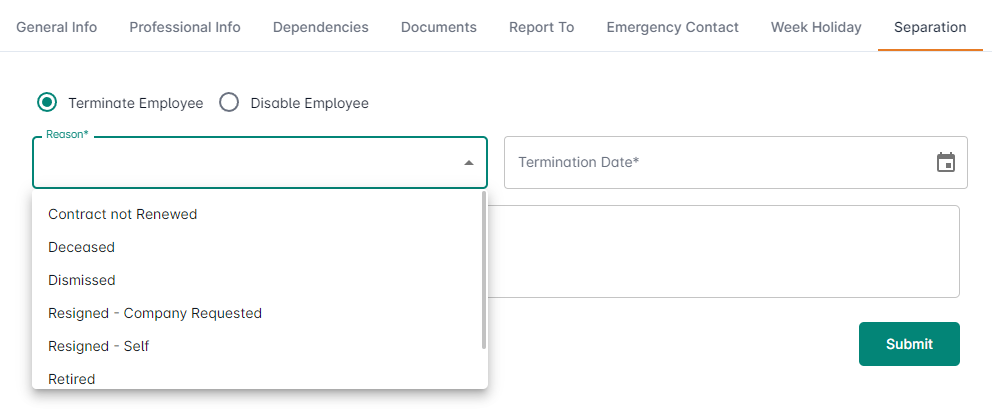 General Info Professional Info Dependencies Documents Report To Emergency Contact Week Holiday Separation
Terminate Employee Disable Employee
Reason*
Termination Date*
Contract not Renewed
Deceased
Dismissed
Resigned - Company Requested
Resigned - Self
Submit
Retired